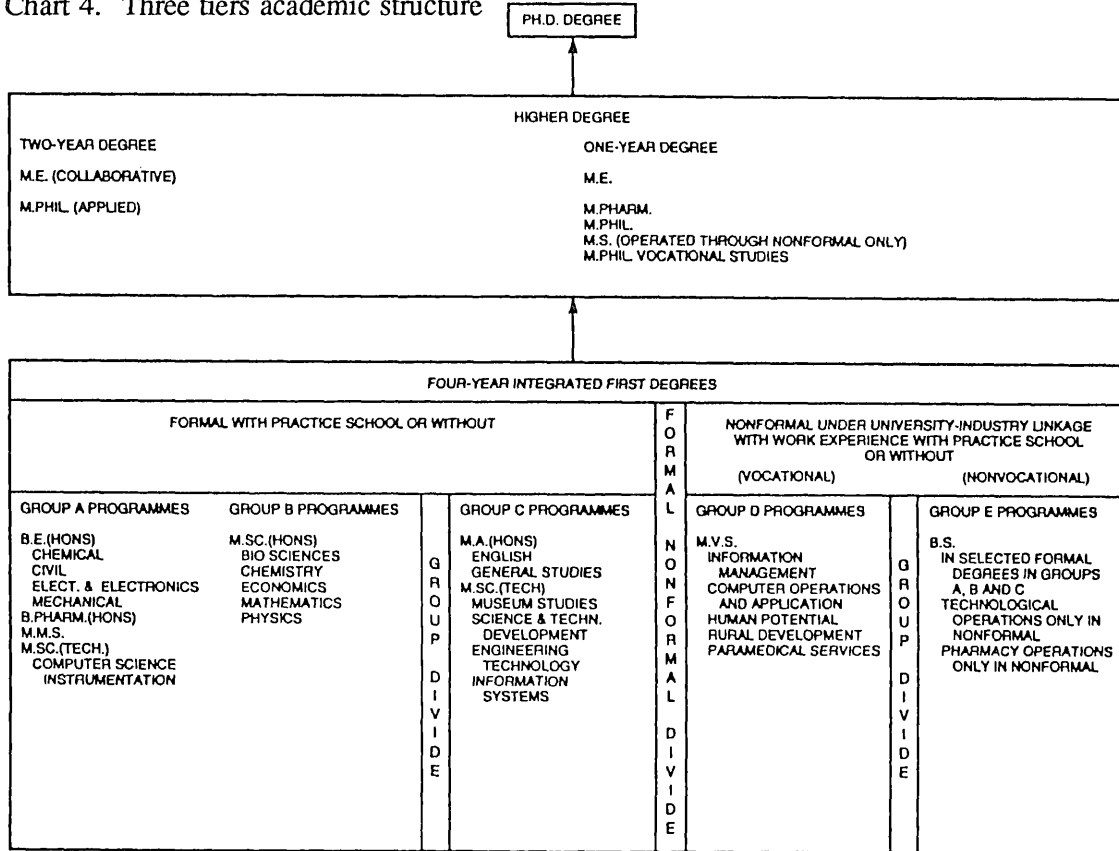 Chart 4. Three tiers academic structure
PH.D. DEGREE
HIGHER DEGREE
TWO-YEAR DEGREE
M.E. (COLLABORATIVE)
M.PHIL. (APPLIED)
ONE-YEAR DEGREE
M.E.
M.PHARM.
M.PHIL.
M.S. (OPERATED THROUGH NONFORMAL ONLY)
M.PHIL. VOCATIONAL STUDIES
FOUR-YEAR INTEGRATED FIRST DEGREES
FORMAL WITH PRACTICE SCHOOL OR WITHOUT
FORMAL NONFORMAL DIVIDE
NONFORMAL UNDER UNIVERSITY-INDUSTRY LINKAGE
WITH WORK EXPERIENCE WITH PRACTICE SCHOOL
OR WITHOUT
(VOCATIONAL)
(NONVOCATIONAL)
GROUP A PROGRAMMES
B.E.(HONS)
CHEMICAL
CIVIL
ELECT. & ELECTRONICS
MECHANICAL
B.PHARM.(HONS)
M.M.S.
M.SC.(TECH.)
COMPUTER SCIENCE
INSTRUMENTATION
GROUP B PROGRAMMES
M.SC.(HONS)
BIO SCIENCES
CHEMISTRY
ECONOMICS
MATHEMATICS
PHYSICS
GROUP DIVIDE
GROUP C PROGRAMMES
M.A.(HONS)
ENGLISH
GENERAL STUDIES
M.SC.(TECH)
MUSEUM STUDIES
SCIENCE & TECHN.
DEVELOPMENT
ENGINEERING
TECHNOLOGY
INFORMATION
SYSTEMS
GROUP D PROGRAMMES
M.V.S.
INFORMATION
MANAGEMENT
COMPUTER OPERATIONS
AND APPLICATION
HUMAN POTENTIAL
RURAL DEVELOPMENT
PARAMEDICAL SERVICES
GROUP DIVIDE
GROUP E PROGRAMMES
B.S.
IN SELECTED FORMAL
DEGREES IN GROUPS
A, B AND C
TECHNOLOGICAL
OPERATIONS ONLY IN
NONFORMAL
PHARMACY OPERATIONS
ONLY IN NONFORMAL